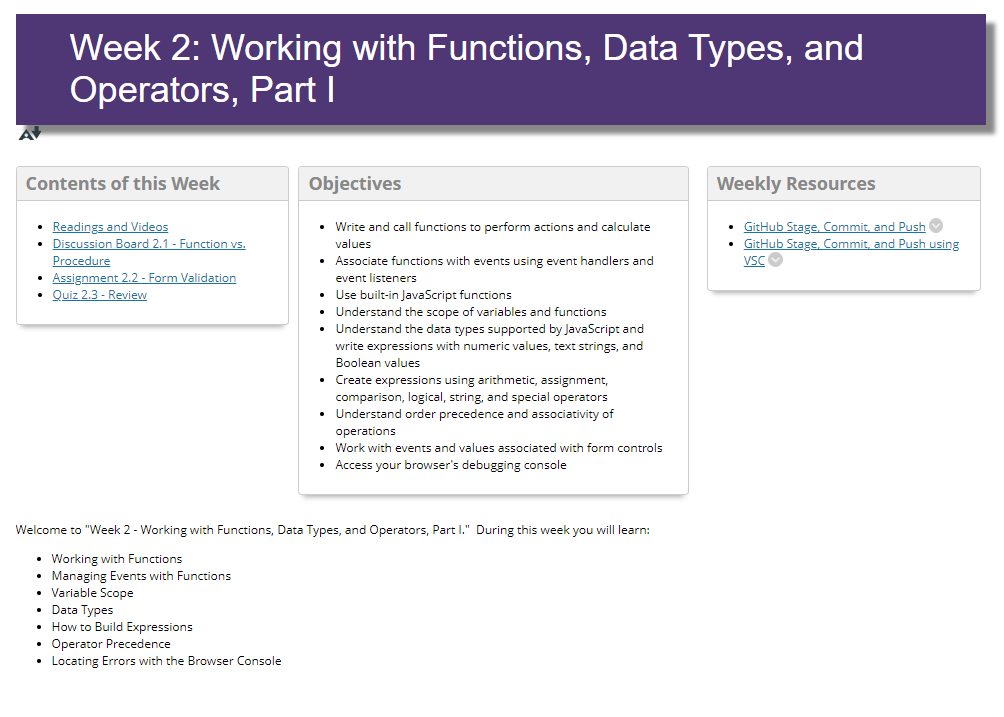 Week 2: Working with Functions, Data Types, and
Operators, Part I
Contents of this Week
Readings and Videos
Discussion Board 2.1 - Function vs.
Procedure
Assignment 2.2 - Form Validation
Quiz 2.3 - Review
Objectives
Write and call functions to perform actions and calculate
values
Associate functions with events using event handlers and
event listeners
Use built-in JavaScript functions
Understand the scope of variables and functions
Understand the data types supported by JavaScript and
write expressions with numeric values, text strings, and
Boolean values
Create expressions using arithmetic, assignment,
comparison, logical, string, and special operators
Understand order precedence and associativity of
operations
Work with events and values associated with form controls
Access your browser's debugging console
Weekly Resources
GitHub Stage, Commit, and Push
GitHub Stage, Commit, and Push using
VSC
Welcome to "Week 2 - Working with Functions, Data Types, and Operators, Part I."  During this week you will learn:
Working with Functions
Managing Events with Functions
Variable Scope
Data Types
How to Build Expressions
Operator Precedence
Locating Errors with the Browser Console